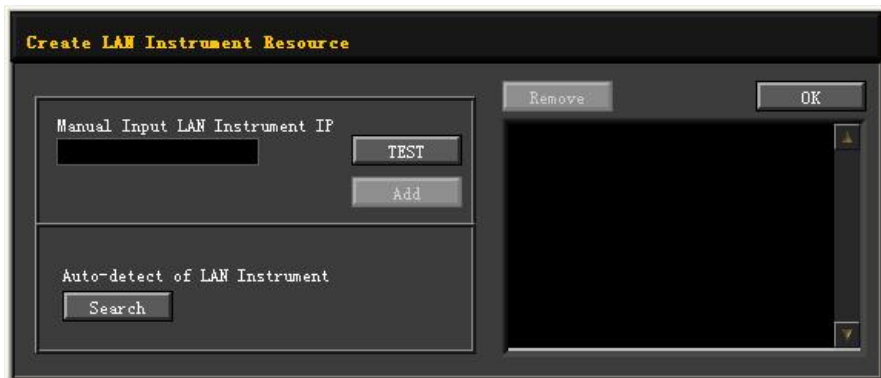 Create LAN Instrument Resource
Manual Input LAN Instrument IP
TEST
Add
Auto-detect of LAN Instrument
Search
Remove
OK